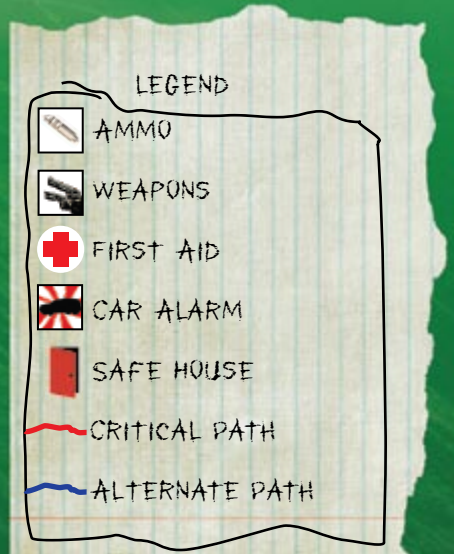 LEGEND
AMMO
WEAPONS
FIRST AID
CAR ALARM
SAFE HOUSE
CRITICAL PATH
ALTERNATE PATH